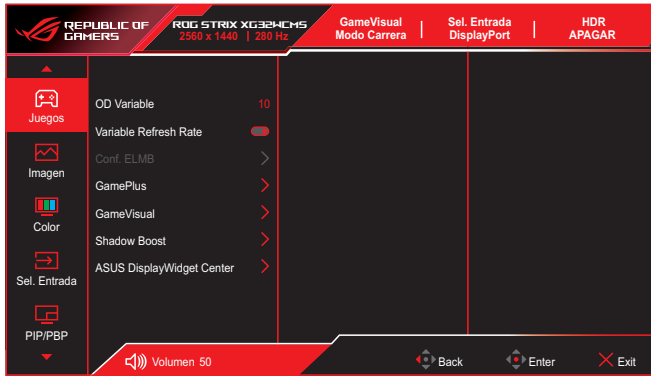 REPUBLIC OF
GAMERS
ROG STRIX XG32WCMS
2560 x 1440 | 280 Hz
GameVisual
Modo Carrera
Sel. Entrada
DisplayPort
HDR
APAGAR
Juegos
Imagen
Color
Sel. Entrada
PIP/PBP
OD Variable 10
Variable Refresh Rate
Conf. ELMB
GamePlus
GameVisual
Shadow Boost
ASUS DisplayWidget Center
Volumen 50
Back
Enter
Exit